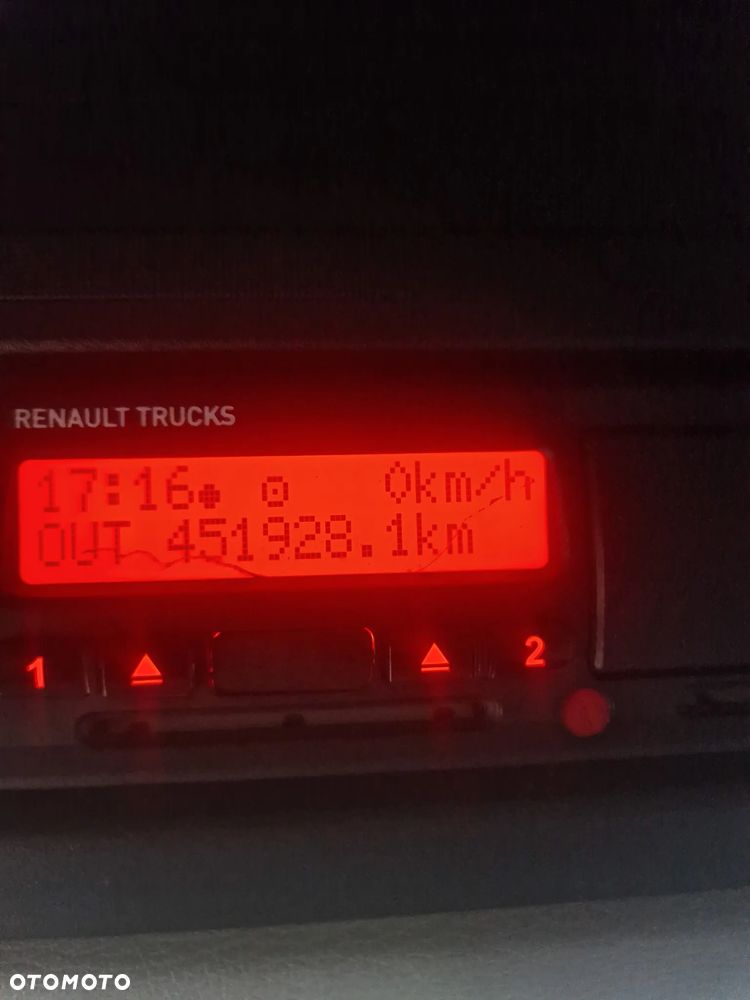 RENAULT TRUCKS
17:16 0km/h
OUT 451928.1km
1 2
OTOMOTO